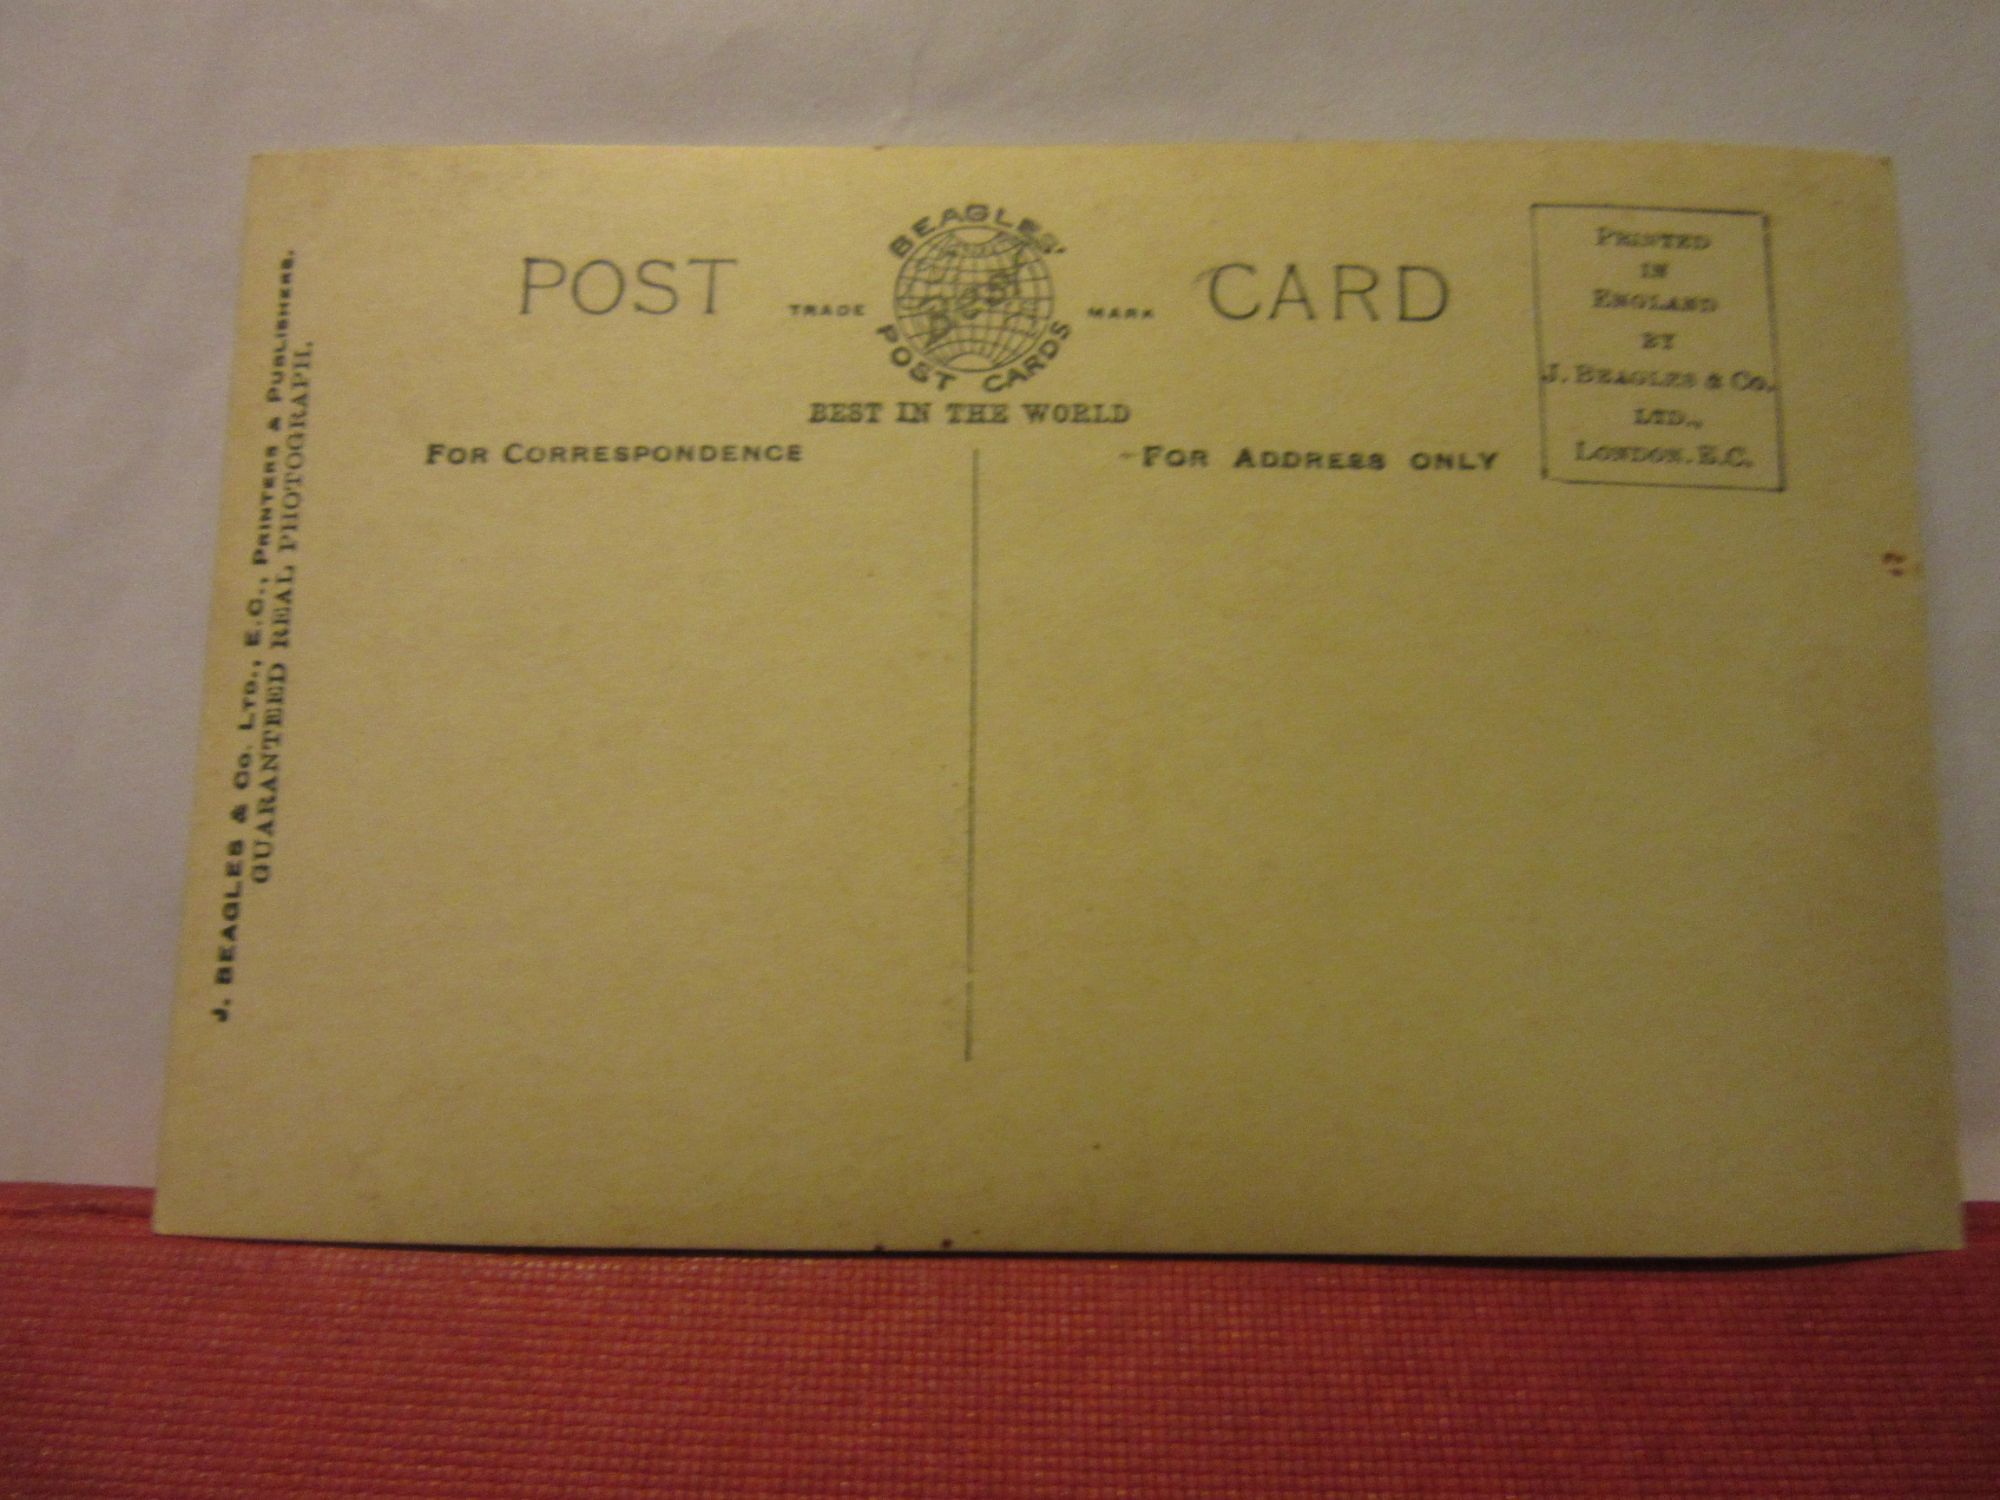 POST CARD
BEAGLES'
TRADE MARK
POST CARDS
BEST IN THE WORLD
FOR CORRESPONDENCE
FOR ADDRESS ONLY
PRINTED
IN
ENGLAND
BY
J. BEAGLES & Co.
LTD.,
LONDON. E.C.
J. BEAGLES & Co. LTD., E.C., PRINTERS & PUBLISHERS.
GUARANTEED REAL PHOTOGRAPH.